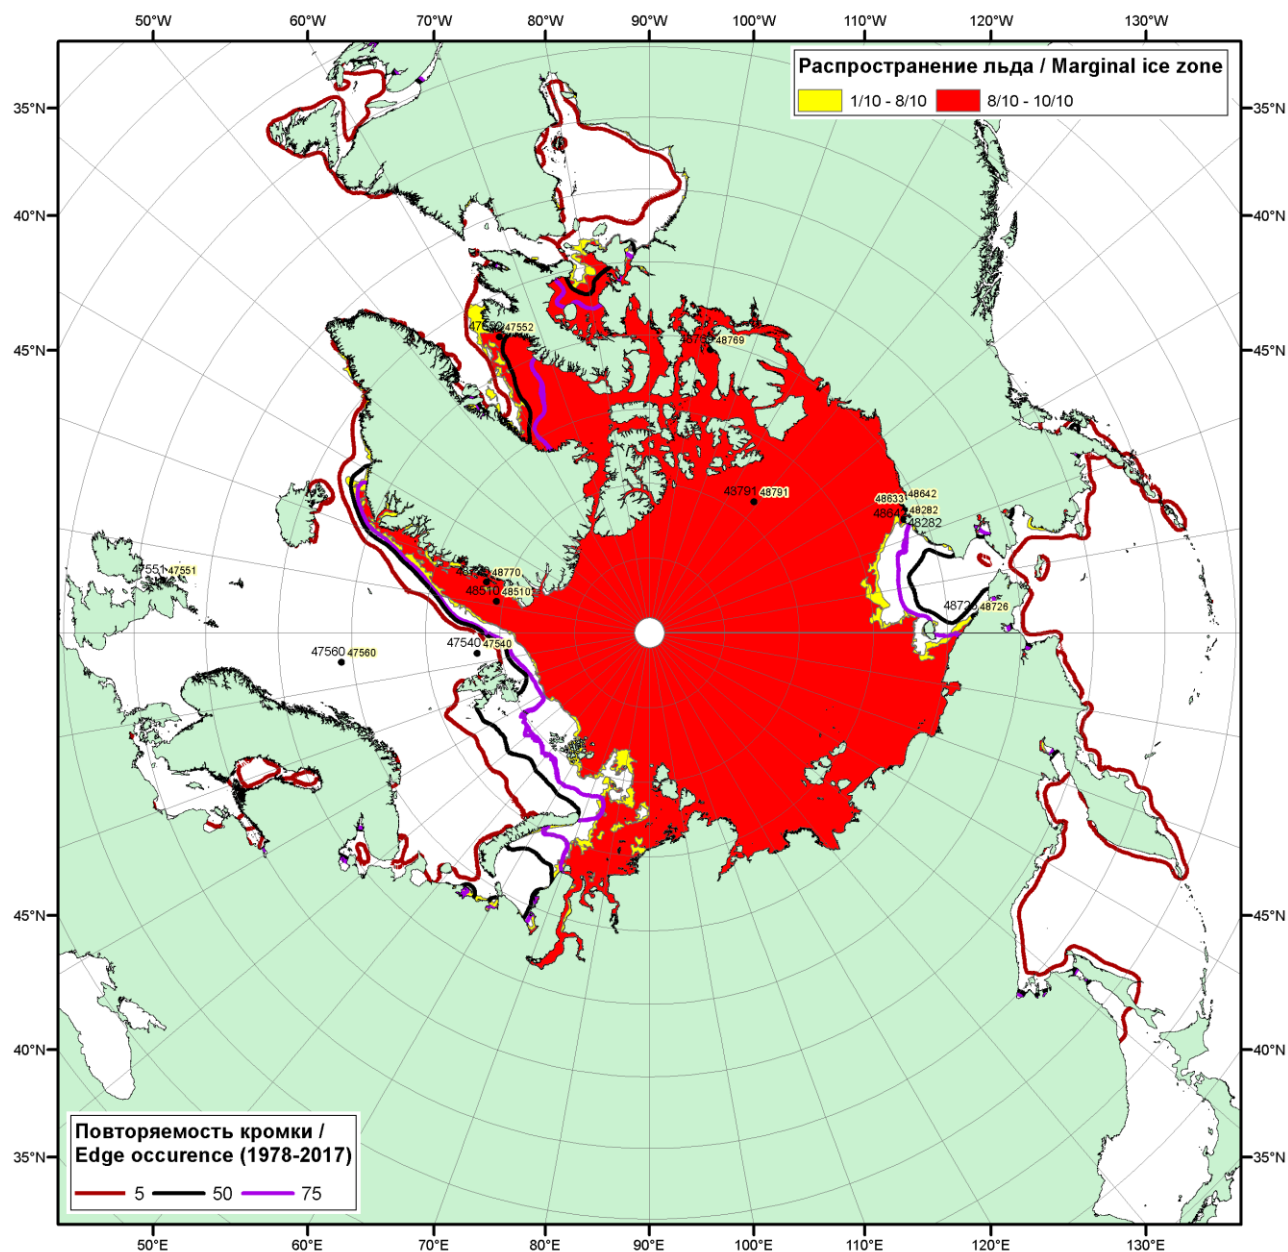 50°W 60°W 70°W 80°W 90°W 100°W 110°W 120°W 130°W
Распространение льда / Marginal ice zone
1/10 - 8/10 8/10 - 10/10
35°N 35°N
40°N 40°N
45°N 45°N
47552
48769
48791 48791
48633 48642
48282
48282
48770
48510 48510
47551 47551
48726
47540 47540
47560 47560
45°N 45°N
40°N 40°N
35°N 35°N
Повторяемость кромки /
Edge occurence (1978-2017)
5 50 75
50°E 60°E 70°E 80°E 90°E 100°E 110°E 120°E 130°E